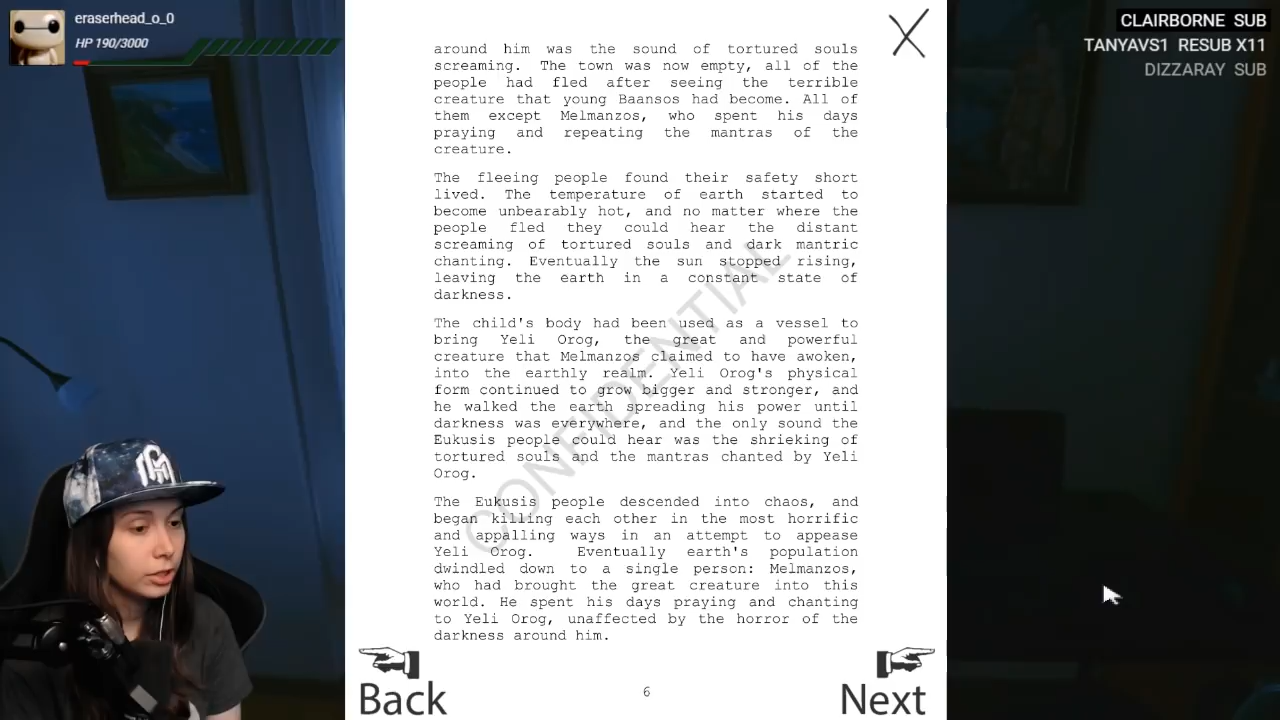 eraserhead_o_0
HP 190/3000
CLAIRBORNE SUB
TANYAVS1 RESUB X11
DIZZARAY SUB
around him was the sound of tortured souls
screaming. The town was now empty, all of the
people had fled after seeing the terrible
creature that young Baansos had become. All of
them except Melmanzos, who spent his days
praying and repeating the mantras of the
creature.
The fleeing people found their safety short
lived. The temperature of earth started to
become unbearably hot, and no matter where the
people fled they could hear the distant
screaming of tortured souls and dark mantric
chanting. Eventually the sun stopped rising,
leaving the earth in a constant state of
darkness.
The child's body had been used as a vessel to
bring Yeli Orog, the great and powerful
creature that Melmanzos claimed to have awoken,
into the earthly realm. Yeli Orog's physical
form continued to grow bigger and stronger, and
he walked the earth spreading his power until
darkness was everywhere, and the only sound the
Eukusis people could hear was the shrieking of
tortured souls and the mantras chanted by Yeli
Orog.
The Eukusis people descended into chaos, and
began killing each other in the most horrific
and appalling ways in an attempt to appease
Yeli Orog. Eventually earth's population
dwindled down to a single person: Melmanzos,
who had brought the great creature into this
world. He spent his days praying and chanting
to Yeli Orog, unaffected by the horror of the
darkness around him.
CONFIDENTIAL
Back
6
Next